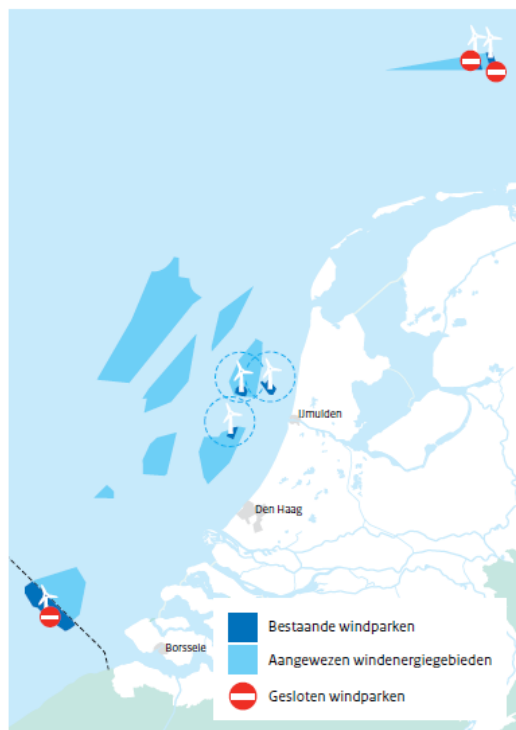 IJmuiden
Den Haag
Borssele
Bestaande windparken
Aangewezen windenergiegebieden
Gesloten windparken